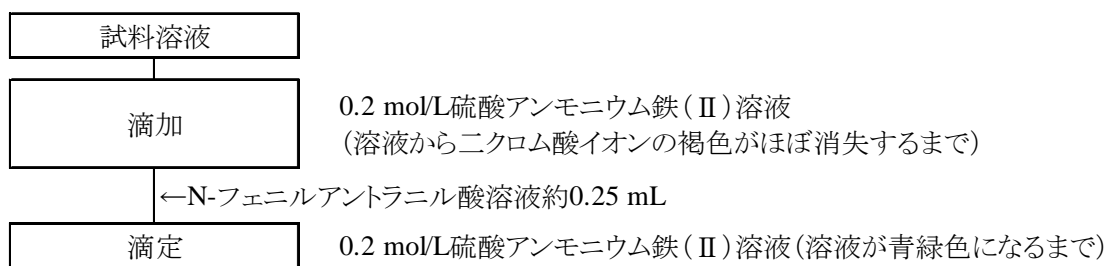 試料溶液
滴加
0.2 mol/L硫酸アンモニウム鉄(Ⅱ)溶液
(溶液から二クロム酸イオンの褐色がほぼ消失するまで)
←N-フェニルアントラニル酸溶液約0.25 mL
滴定
0.2 mol/L硫酸アンモニウム鉄(Ⅱ)溶液(溶液が青緑色になるまで)